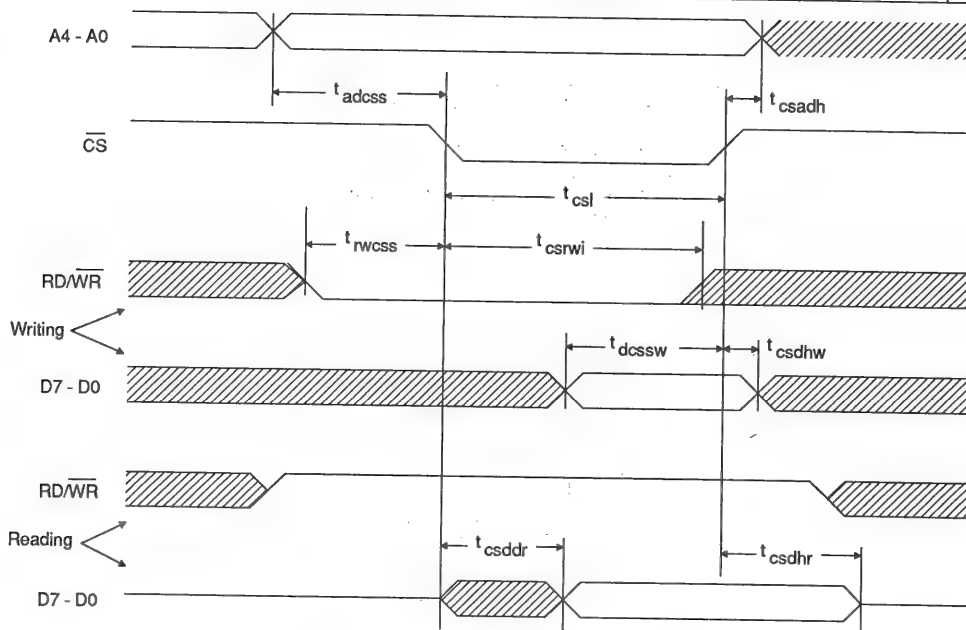 A4 - A0
t adcss
t csadh
CS
t csl
t rwcss
t csrwi
RD/WR
Writing
t dcssw
t csdhw
D7 - D0
RD/WR
Reading
t csddr
t csdhr
D7 - D0